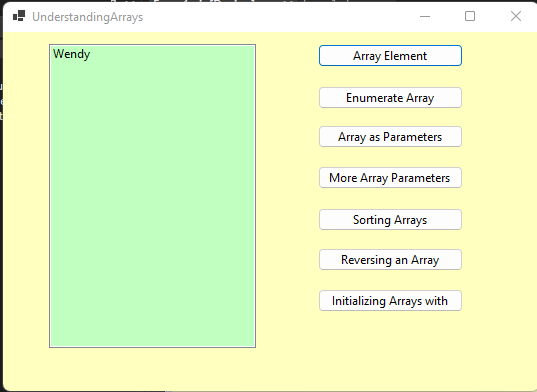 UnderstandingArrays
Wendy
Array Element
Enumerate Array
Array as Parameters
More Array Parameters
Sorting Arrays
Reversing an Array
Initializing Arrays with